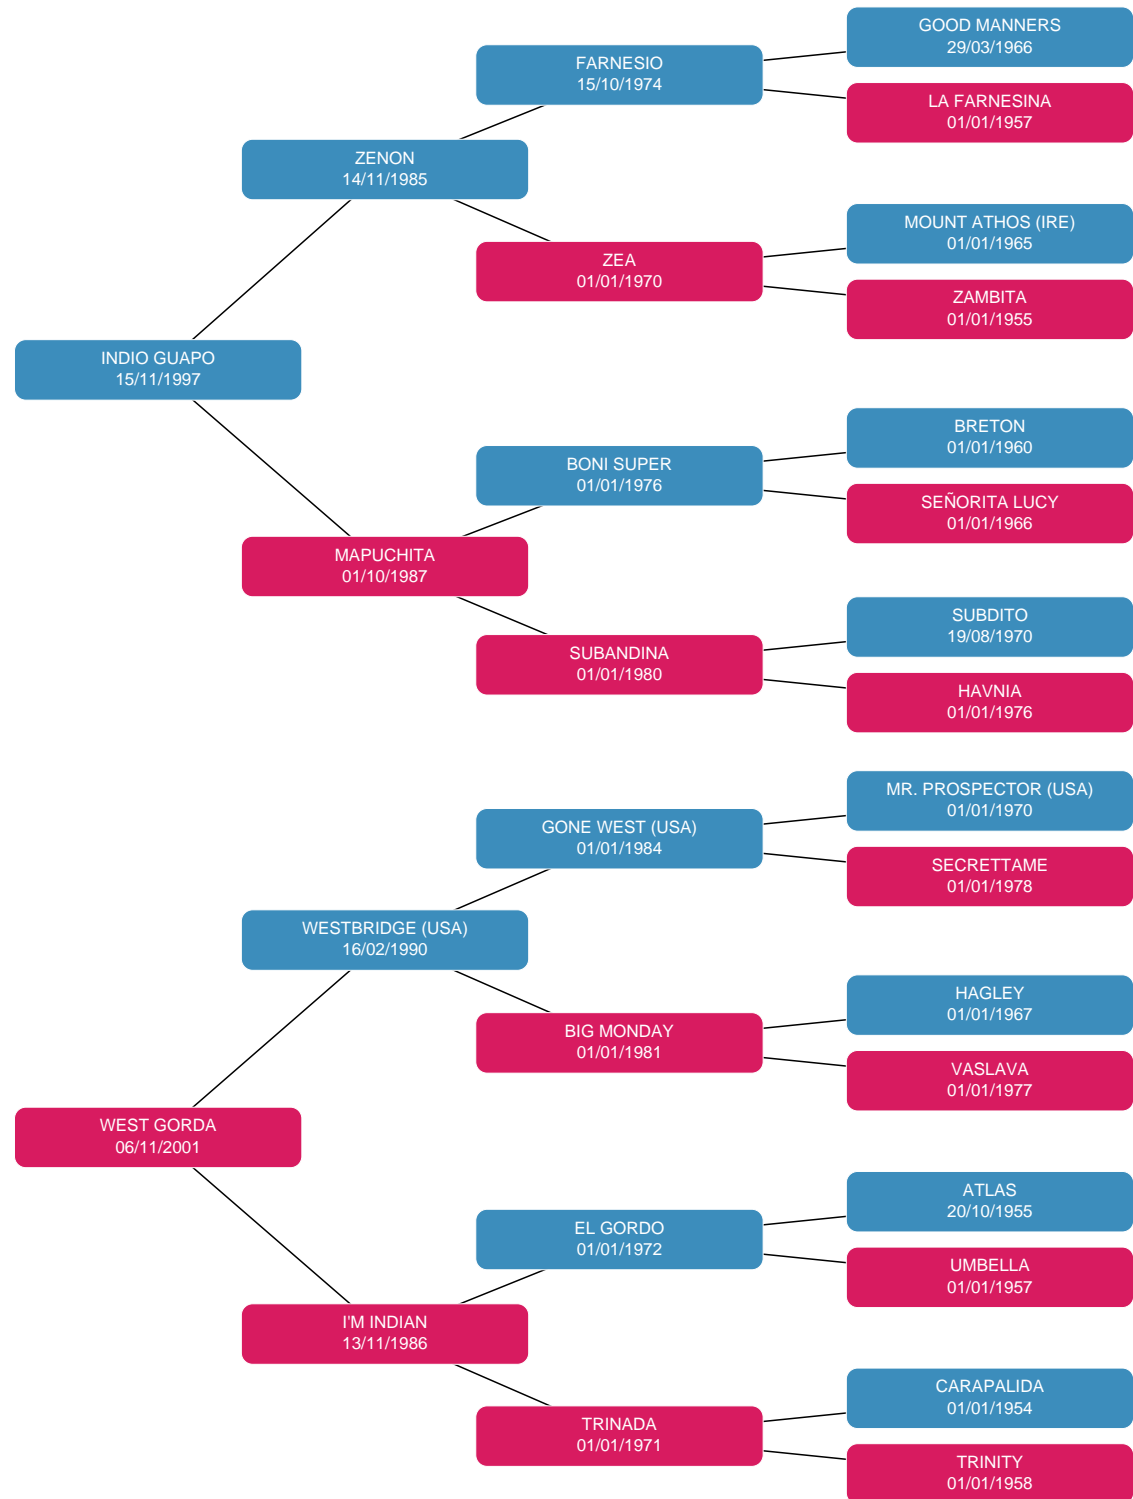 GOOD MANNERS
29/03/1966
FARNESIO
15/10/1974
LA FARNESINA
01/01/1957
ZENON
14/11/1985
MOUNT ATHOS (IRE)
01/01/1965
ZEA
01/01/1970
ZAMBITA
01/01/1955
INDIO GUAPO
15/11/1997
BRETON
01/01/1960
BONI SUPER
01/01/1976
SEÑORITA LUCY
01/01/1966
MAPUCHITA
01/10/1987
SUBDITO
19/08/1970
SUBANDINA
01/01/1980
HAVNIA
01/01/1976
MR. PROSPECTOR (USA)
01/01/1970
GONE WEST (USA)
01/01/1984
SECRETTAME
01/01/1978
WESTBRIDGE (USA)
16/02/1990
HAGLEY
01/01/1967
BIG MONDAY
01/01/1981
VASLAVA
01/01/1977
WEST GORDA
06/11/2001
ATLAS
20/10/1955
EL GORDO
01/01/1972
UMBELLA
01/01/1957
I'M INDIAN
13/11/1986
CARAPALIDA
01/01/1954
TRINADA
01/01/1971
TRINITY
01/01/1958